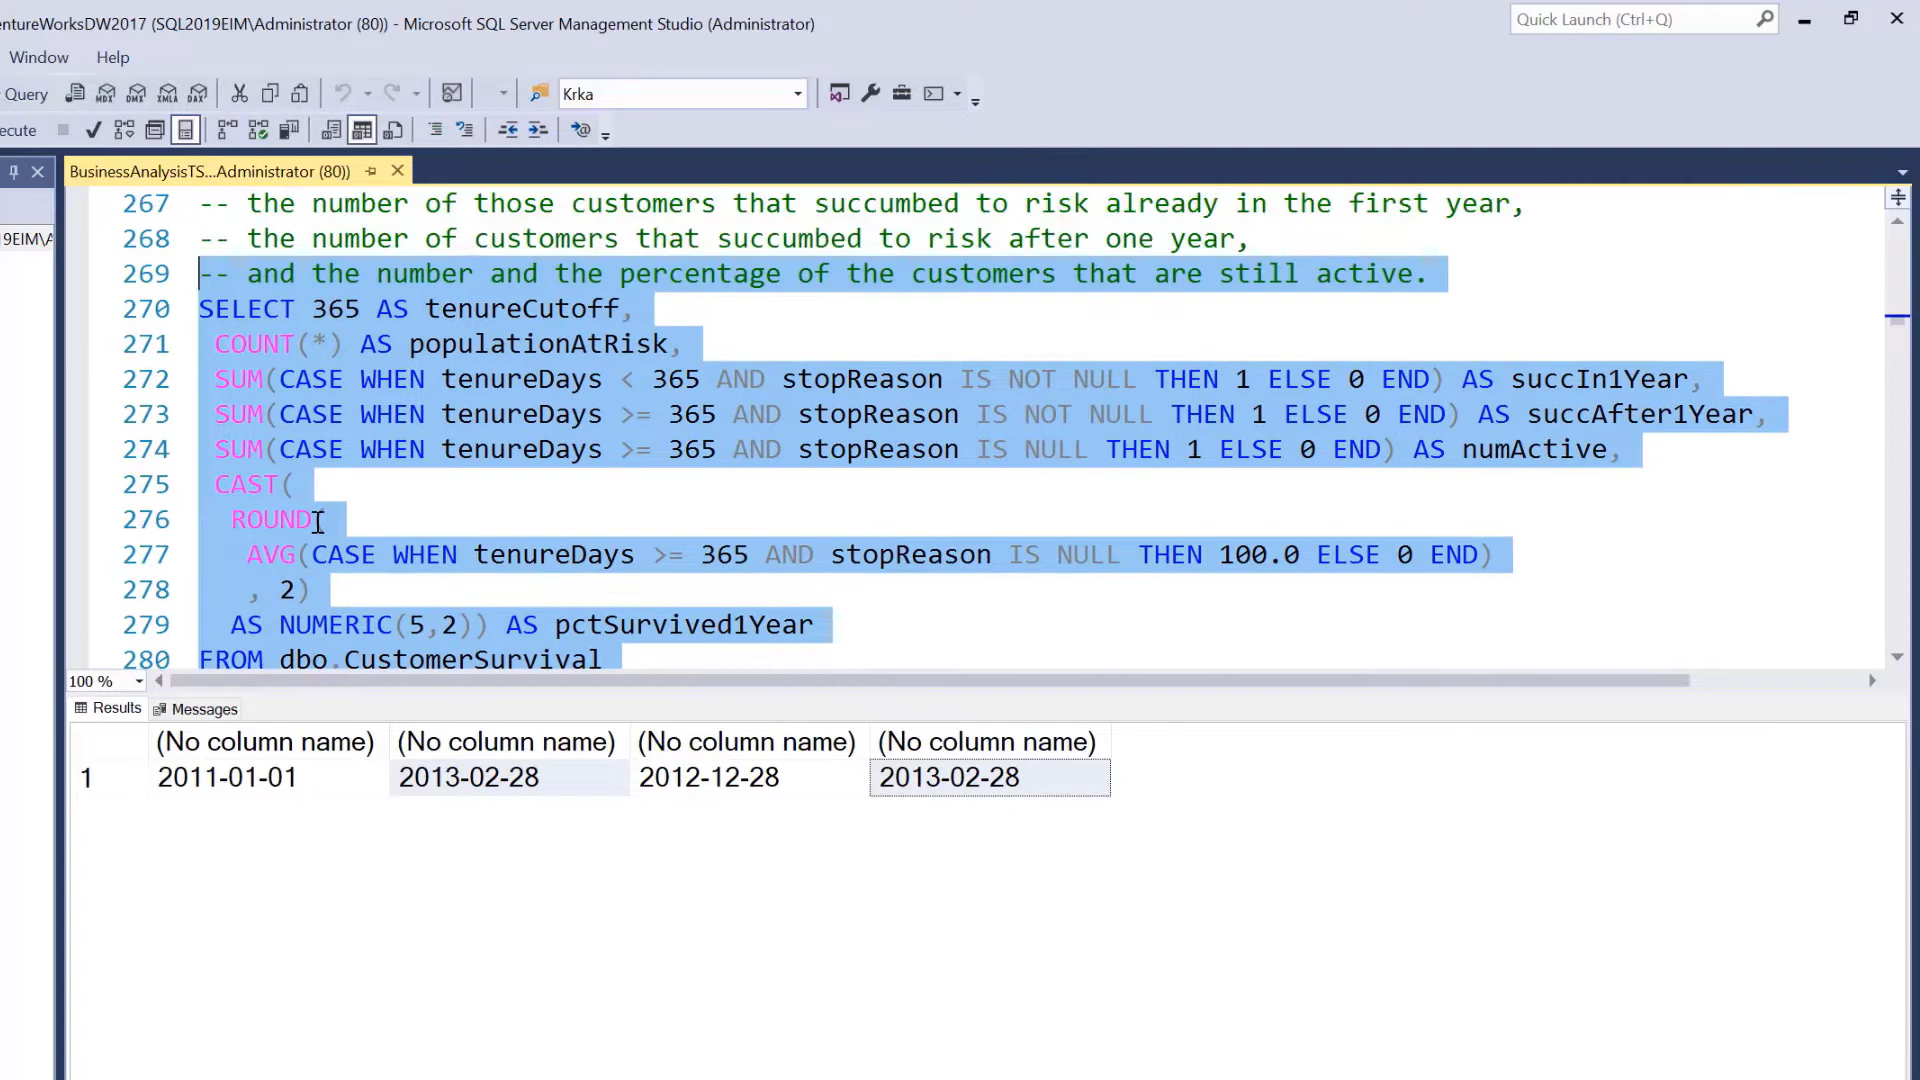 entureWorksDW2017 (SQL2019EIM\Administrator (80)) - Microsoft SQL Server Management Studio (Administrator)
Quick Launch (Ctrl+Q)
Window Help
Query MDX DMX XMLA DAX Krka
ecute
BusinessAnalysisTS...Administrator (80))
19EIM\A
267 -- the number of those customers that succumbed to risk already in the first year,
268 -- the number of customers that succumbed to risk after one year,
269 -- and the number and the percentage of the customers that are still active.
270 SELECT 365 AS tenureCutoff,
271 COUNT(*) AS populationAtRisk,
272 SUM(CASE WHEN tenureDays < 365 AND stopReason IS NOT NULL THEN 1 ELSE 0 END) AS succIn1Year,
273 SUM(CASE WHEN tenureDays >= 365 AND stopReason IS NOT NULL THEN 1 ELSE 0 END) AS succAfter1Year,
274 SUM(CASE WHEN tenureDays >= 365 AND stopReason IS NULL THEN 1 ELSE 0 END) AS numActive,
275 CAST(
276 ROUND(
277 AVG(CASE WHEN tenureDays >= 365 AND stopReason IS NULL THEN 100.0 ELSE 0 END)
278 , 2)
279 AS NUMERIC(5,2)) AS pctSurvived1Year
280 FROM dbo.CustomerSurvival
100 %
Results Messages
(No column name) (No column name) (No column name) (No column name)
1 2011-01-01 2013-02-28 2012-12-28 2013-02-28